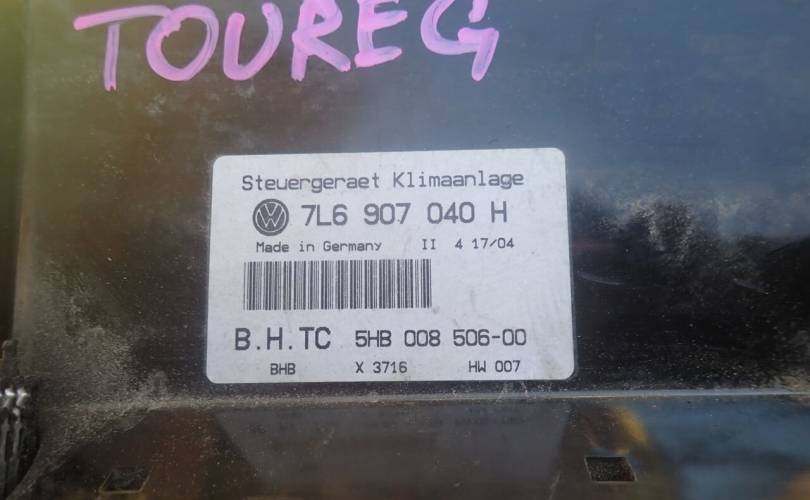 TOUREG
Steuergeraet Klimaanlage
7L6 907 040 H
Made in Germany II 4 17/04
B.H.TC 5HB 008 506-00
BHB X 3716 HW 007